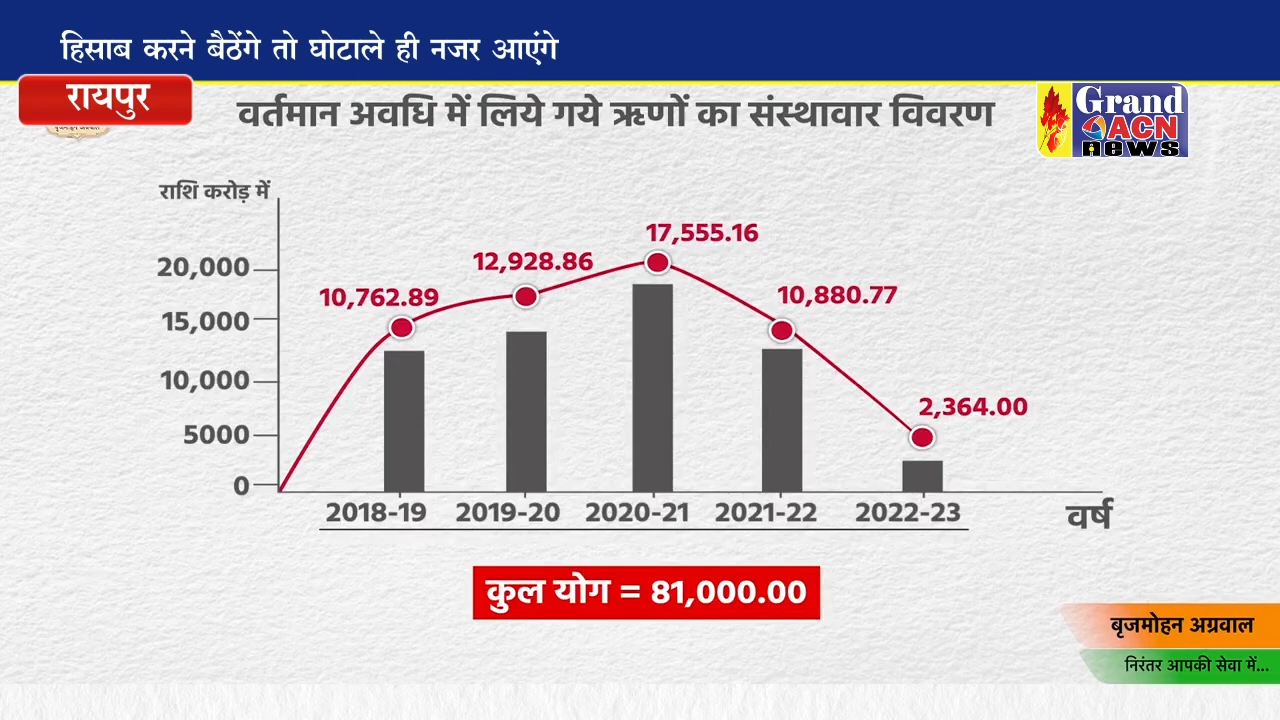 हिसाब करने बैठेंगे तो घोटाले ही नजर आएंगे
रायपुर
वर्तमान अवधि में लिये गये ऋणों का संस्थावार विवरण
Grand
ACN
news
राशि करोड़ में
20,000
15,000
10,000
5000
0
10,762.89
12,928.86
17,555.16
10,880.77
2,364.00
2018-19 2019-20 2020-21 2021-22 2022-23
वर्ष
कुल योग = 81,000.00
बृजमोहन अग्रवाल
निरंतर आपकी सेवा में...